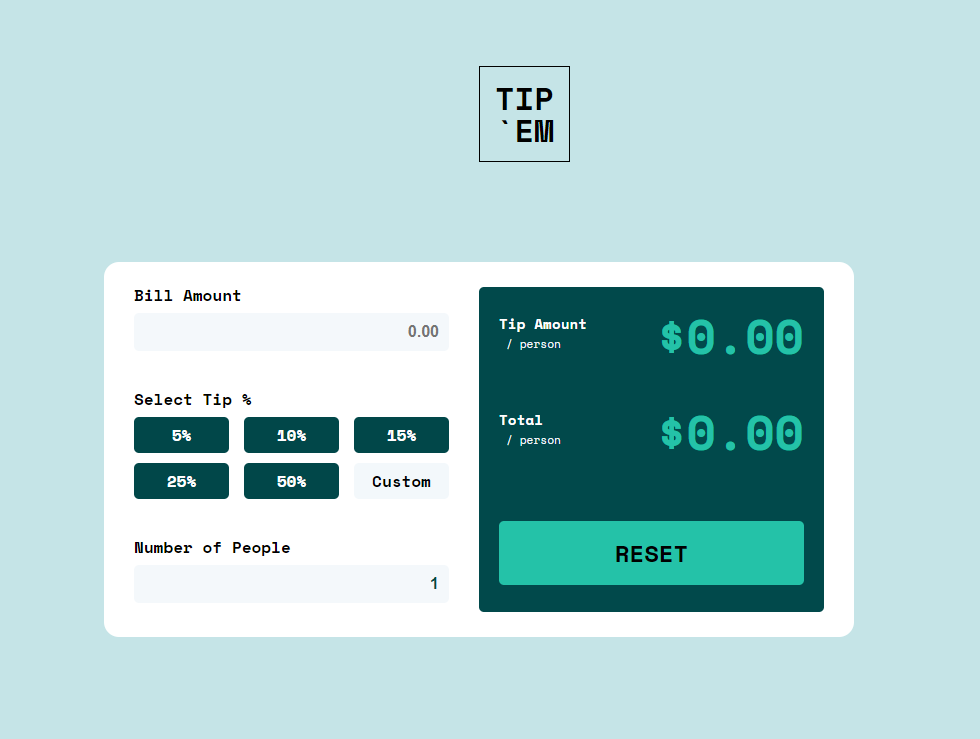 TIP
`EM
Bill Amount
0.00
Select Tip %
5% 10% 15%
25% 50% Custom
Number of People
1
Tip Amount $0.00
/ person
Total $0.00
/ person
RESET